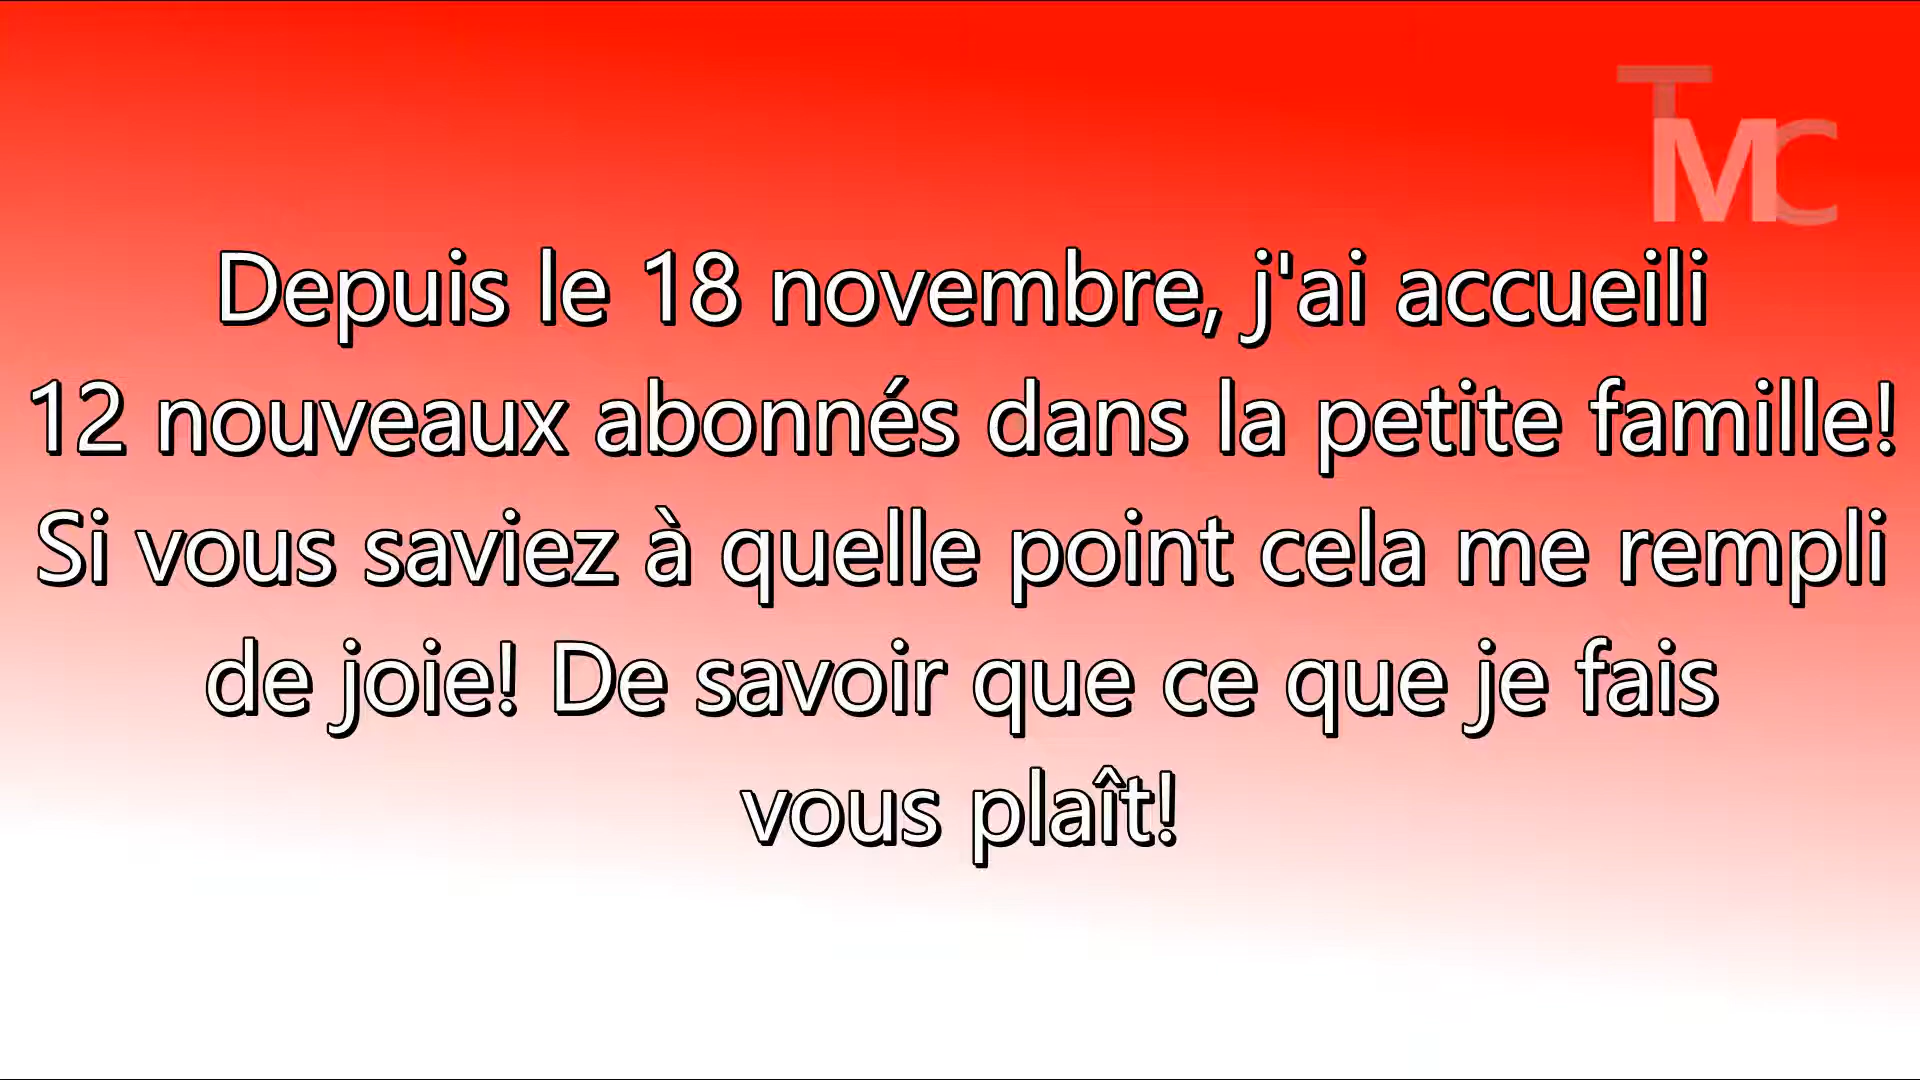 TMC
Depuis le 18 novembre, j'ai accueili
12 nouveaux abonnés dans la petite famille!
Si vous saviez à quelle point cela me rempli
de joie! De savoir que ce que je fais
vous plaît!